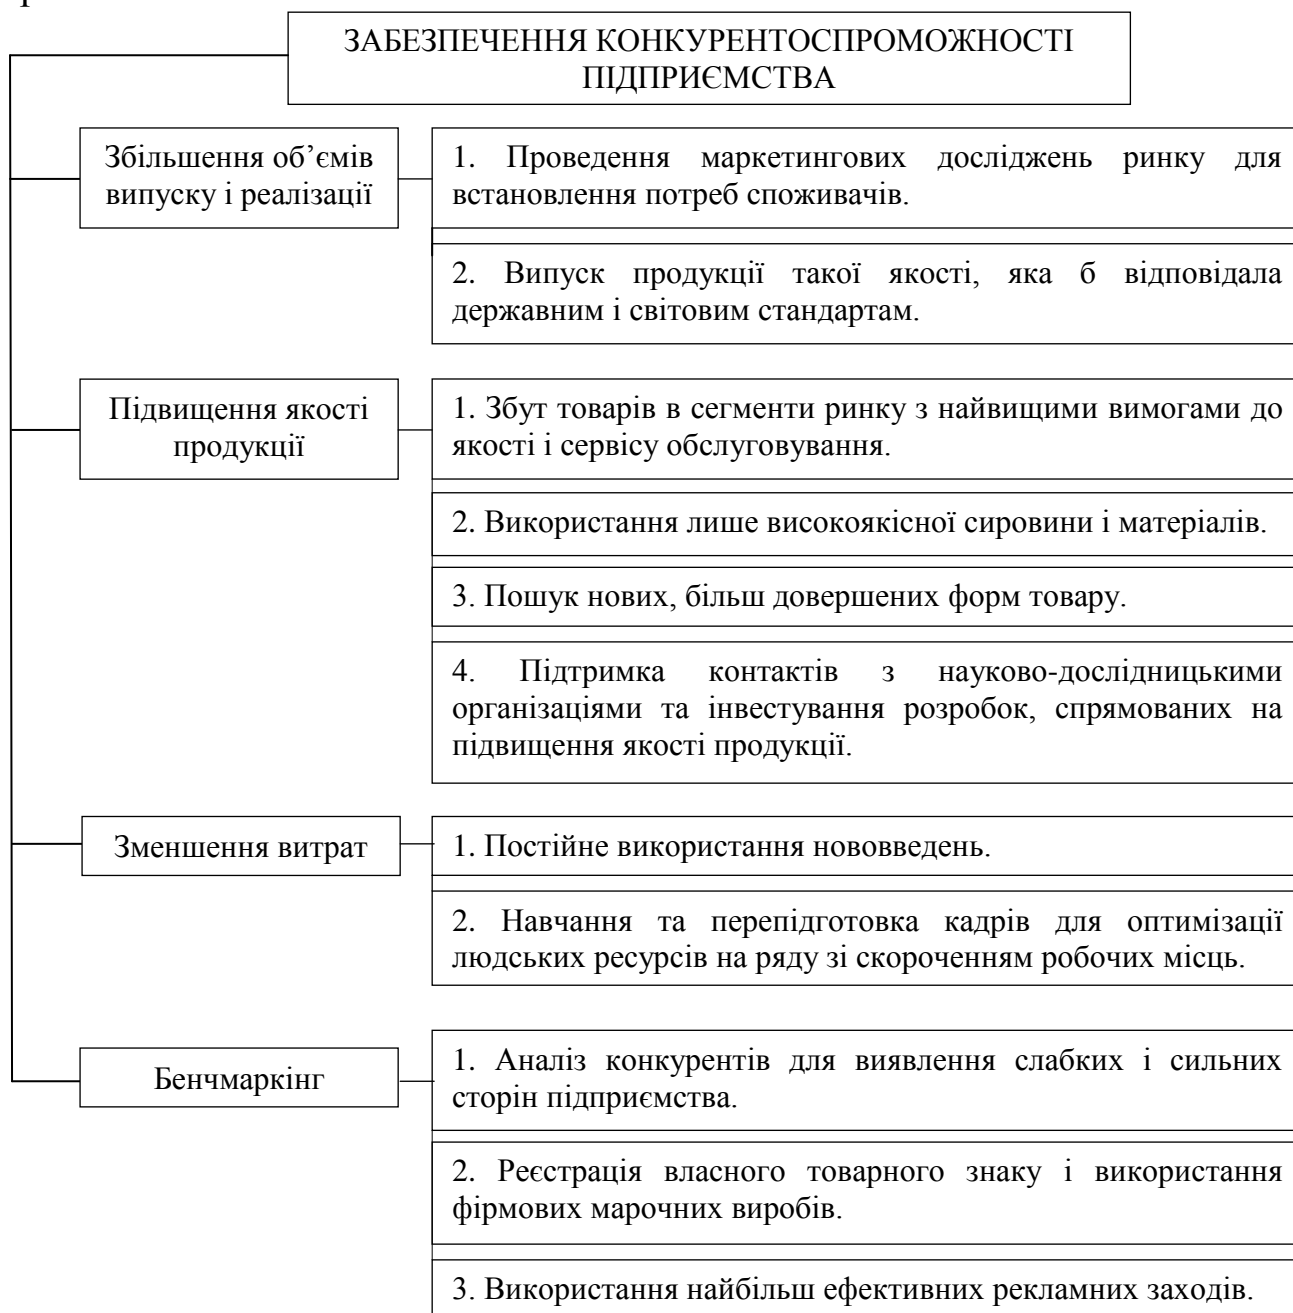 ЗАБЕЗПЕЧЕННЯ КОНКУРЕНТОСПРОМОЖНОСТІ
ПІДПРИЄМСТВА
Збільшення об’ємів
випуску і реалізації
1. Проведення маркетингових досліджень ринку для
встановлення потреб споживачів.
2. Випуск продукції такої якості, яка б відповідала
державним і світовим стандартам.
Підвищення якості
продукції
1. Збут товарів в сегменти ринку з найвищими вимогами до
якості і сервісу обслуговування.
2. Використання лише високоякісної сировини і матеріалів.
3. Пошук нових, більш довершених форм товару.
4. Підтримка контактів з науково-дослідницькими
організаціями та інвестування розробок, спрямованих на
підвищення якості продукції.
Зменшення витрат
1. Постійне використання нововведень.
2. Навчання та перепідготовка кадрів для оптимізації
людських ресурсів на ряду зі скороченням робочих місць.
Бенчмаркінг
1. Аналіз конкурентів для виявлення слабких і сильних
сторін підприємства.
2. Реєстрація власного товарного знаку і використання
фірмових марочних виробів.
3. Використання найбільш ефективних рекламних заходів.